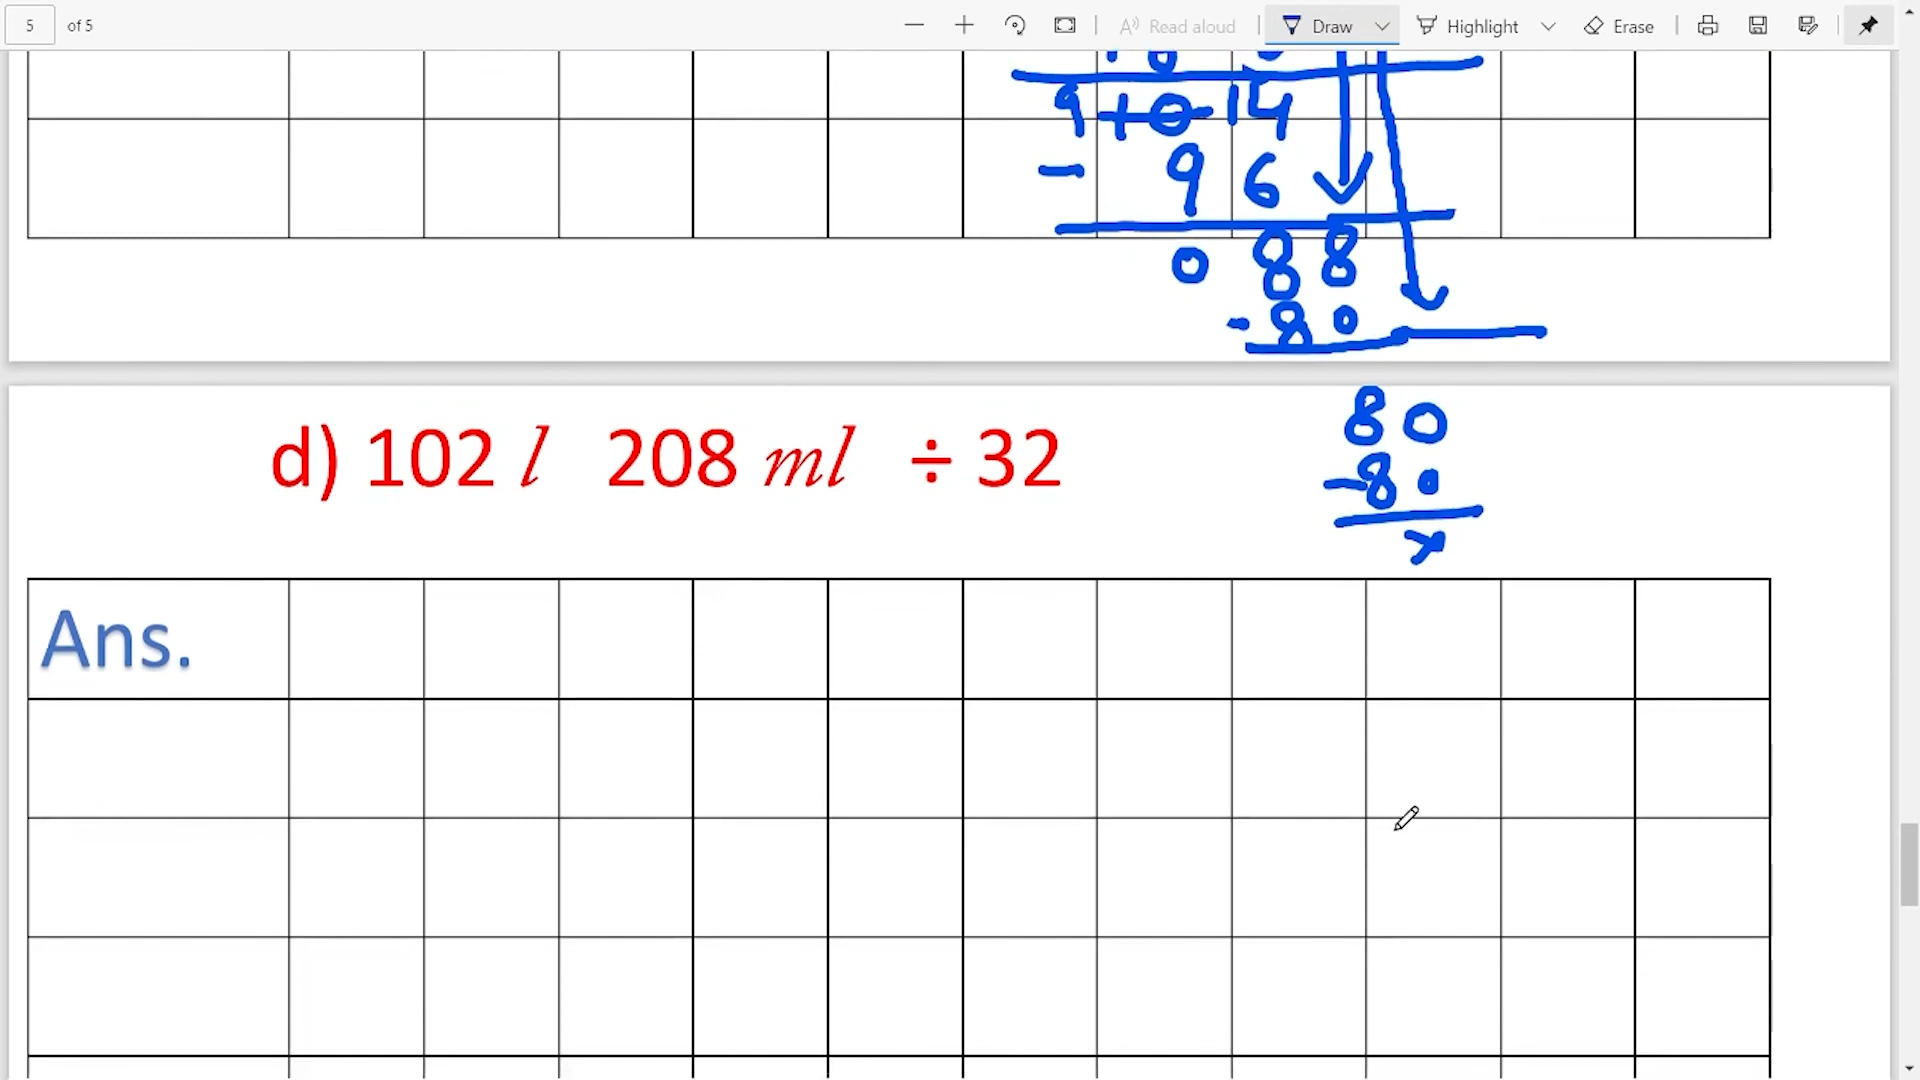 5 of 5 Read aloud Draw Highlight Erase
9 10 14
- 9 6
0 8 8
- 8 0
8 0
d) 102 l 208 ml ÷ 32
- 8 0
x
Ans.